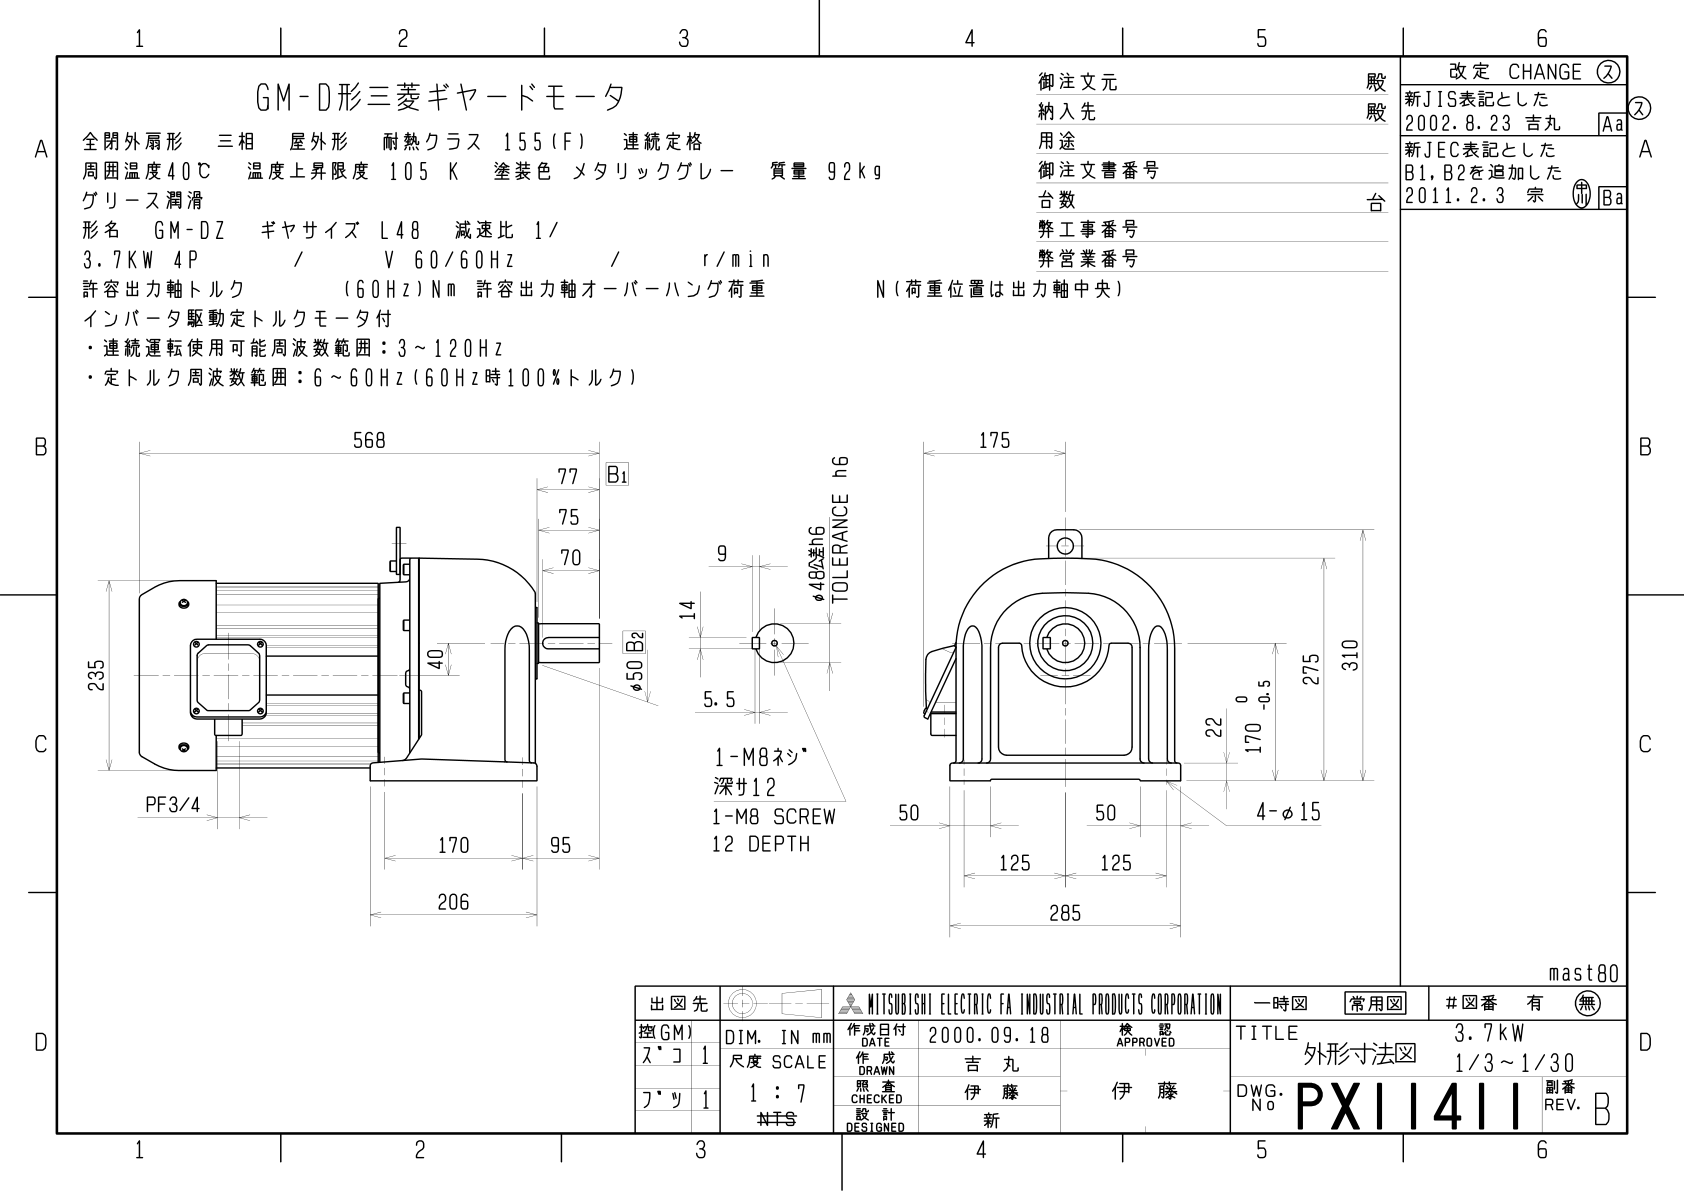 1 2 3 4 5 6
GM-D形三菱ギヤードモータ
全閉外扇形 三相 屋外形 耐熱クラス 155(F) 連続定格
周囲温度40℃ 温度上昇限度 105 K 塗装色 メタリックグレー 質量 92kg
グリース潤滑
形名 GM-DZ ギヤサイズ L48 減速比 1/
3.7KW 4P / V 60/60Hz / r/min
許容出力軸トルク (60Hz)Nm 許容出力軸オーバーハング荷重 N(荷重位置は出力軸中央)
インバータ駆動定トルクモータ付
・連続運転使用可能周波数範囲：3～120Hz
・定トルク周波数範囲：6～60Hz(60Hz時100%トルク)
御注文元 殿
納入先 殿
用途
御注文書番号
台数 台
弊工事番号
弊営業番号
改定 CHANGE ス
新JIS表記とした
2002.8.23 吉丸 Aa
ス
新JEC表記とした
B1,B2を追加した
2011.2.3 宗 Ba
A A
B B
C C
D D
568
77 B1
75
70
235
40
φ50 B2
PF3/4
170 95
206
9
14
5.5
φ48公差h6
TOLERANCE h6
1-M8ネジ
深サ12
1-M8 SCREW
12 DEPTH
175
310
275
170 0 -0.5
22
50 50
4-φ15
125 125
285
mast80
出図先
控(GM)
ズコ 1
ブツ 1
DIM. IN mm
尺度 SCALE
1 : 7
NTS
MITSUBISHI ELECTRIC FA INDUSTRIAL PRODUCTS CORPORATION
作成日付 DATE 2000.09.18
作成 DRAWN 吉丸
照査 CHECKED 伊藤
設計 DESIGNED 新
検認 APPROVED
伊藤
一時図 常用図 #図番 有 無
TITLE 外形寸法図
3.7kW
1/3～1/30
DWG. No PX11411
副番 REV. B
1 2 3 4 5 6